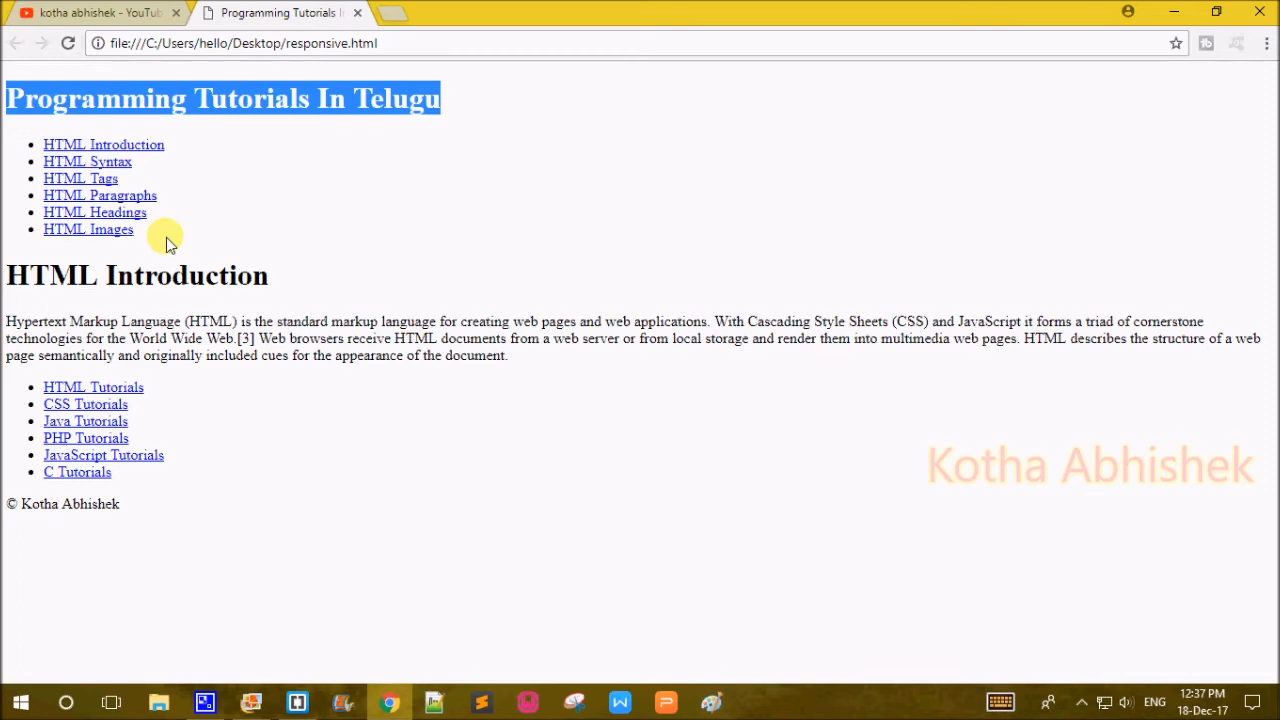 kotha abhishek - YouTub
Programming Tutorials I
file:///C:/Users/hello/Desktop/responsive.html
Programming Tutorials In Telugu
HTML Introduction
HTML Syntax
HTML Tags
HTML Paragraphs
HTML Headings
HTML Images
HTML Introduction
Hypertext Markup Language (HTML) is the standard markup language for creating web pages and web applications. With Cascading Style Sheets (CSS) and JavaScript it forms a triad of cornerstone
technologies for the World Wide Web.[3] Web browsers receive HTML documents from a web server or from local storage and render them into multimedia web pages. HTML describes the structure of a web
page semantically and originally included cues for the appearance of the document.
HTML Tutorials
CSS Tutorials
Java Tutorials
PHP Tutorials
JavaScript Tutorials
C Tutorials
Kotha Abhishek
© Kotha Abhishek
ENG
12:37 PM
18-Dec-17